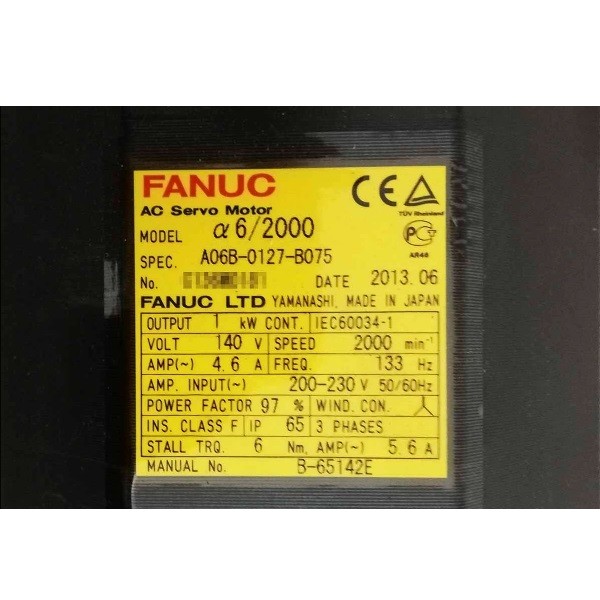 FANUC
CE
TÜV Rheinland
AC Servo Motor
MODEL α6/2000
PC
AR46
SPEC. A06B-0127-B075
No. DATE 2013.06
FANUC LTD YAMANASHI, MADE IN JAPAN
OUTPUT 1 kW CONT. IEC60034-1
VOLT 140 V SPEED 2000 min⁻¹
AMP(~) 4.6 A FREQ. 133 Hz
AMP. INPUT(~) 200-230 V 50/60Hz
POWER FACTOR 97 % WIND. CON.
INS. CLASS F IP 65 3 PHASES
STALL TRQ. 6 Nm, AMP(~) 5.6 A
MANUAL No. B-65142E